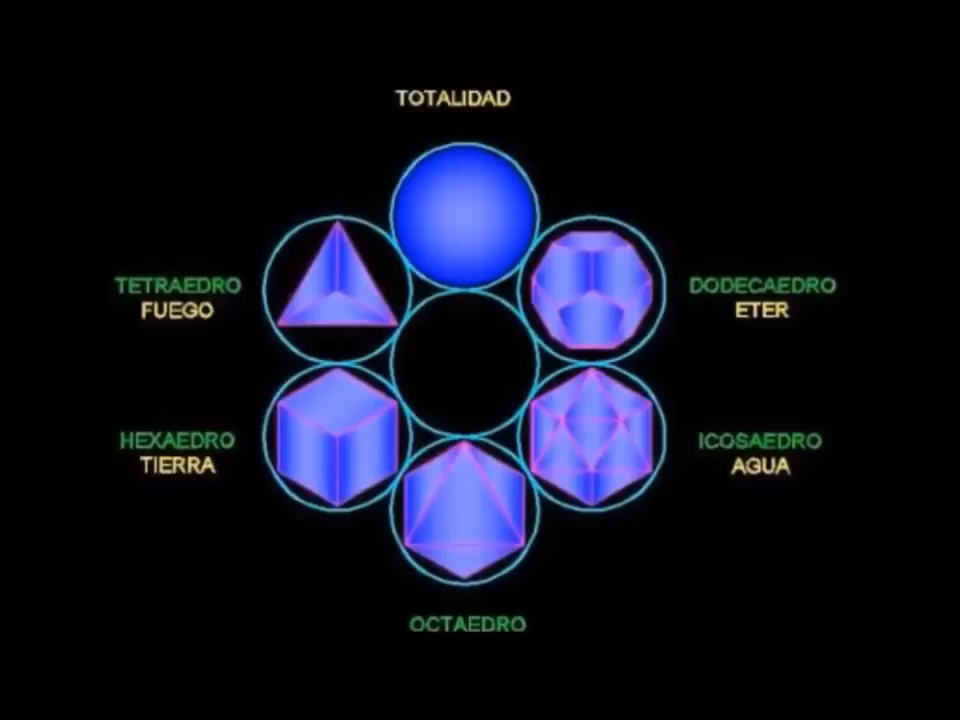 TOTALIDAD
TETRAEDRO
FUEGO
DODECAEDRO
ETER
HEXAEDRO
TIERRA
ICOSAEDRO
AGUA
OCTAEDRO